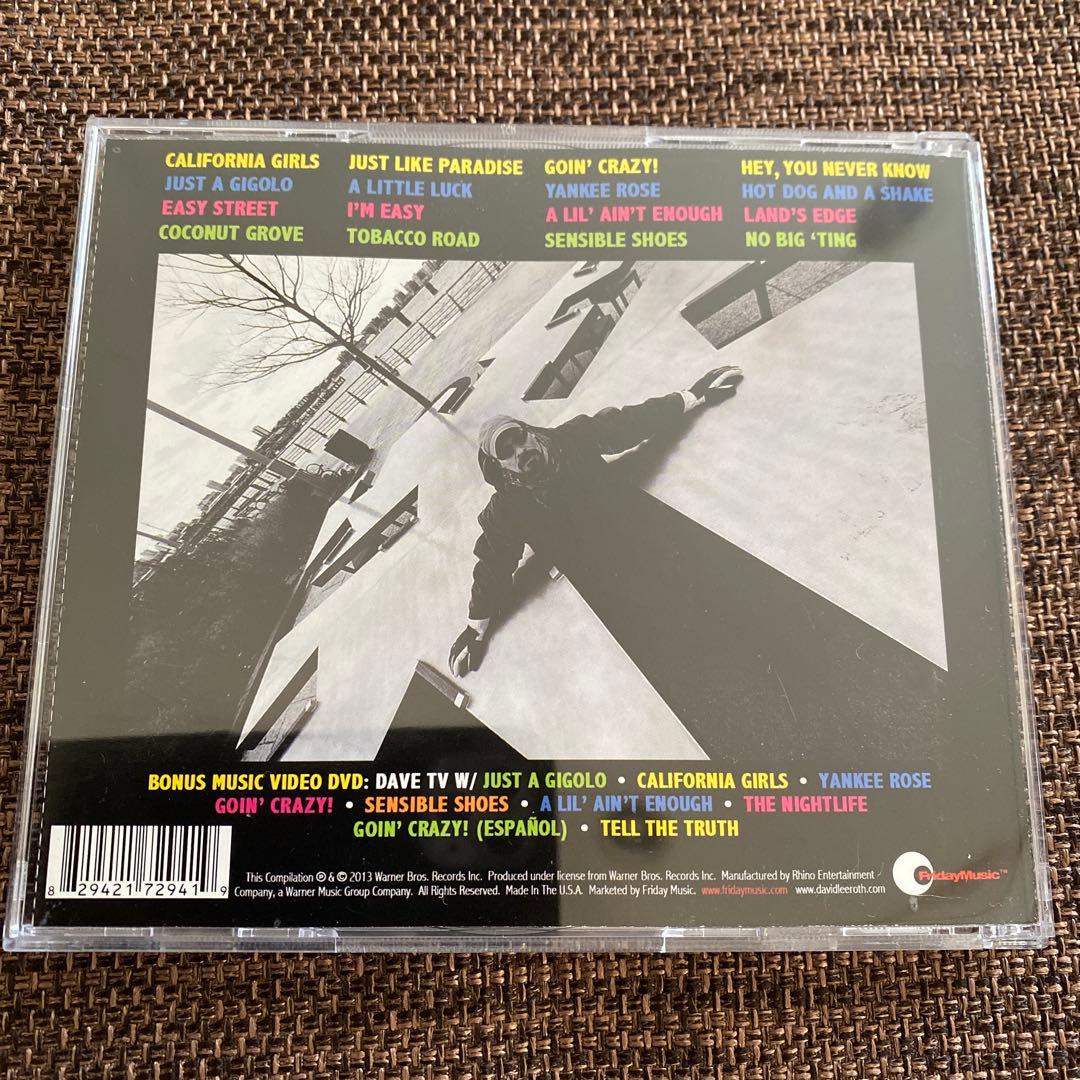 CALIFORNIA GIRLS JUST LIKE PARADISE GOIN' CRAZY! HEY, YOU NEVER KNOW
JUST A GIGOLO A LITTLE LUCK YANKEE ROSE HOT DOG AND A SHAKE
EASY STREET I'M EASY A LIL' AIN'T ENOUGH LAND'S EDGE
COCONUT GROVE TOBACCO ROAD SENSIBLE SHOES NO BIG 'TING
BONUS MUSIC VIDEO DVD: DAVE TV W/ JUST A GIGOLO • CALIFORNIA GIRLS • YANKEE ROSE
GOIN' CRAZY! • SENSIBLE SHOES • A LIL' AIN'T ENOUGH • THE NIGHTLIFE
GOIN' CRAZY! (ESPAÑOL) • TELL THE TRUTH
8 29421 72941 9
This Compilation ℗ & © 2013 Warner Bros. Records Inc. Produced under license from Warner Bros. Records Inc. Manufactured by Rhino Entertainment
Company, a Warner Music Group Company. All Rights Reserved. Made In The U.S.A. Marketed by Friday Music. www.fridaymusic.com www.davidleeroth.com
FridayMusic™